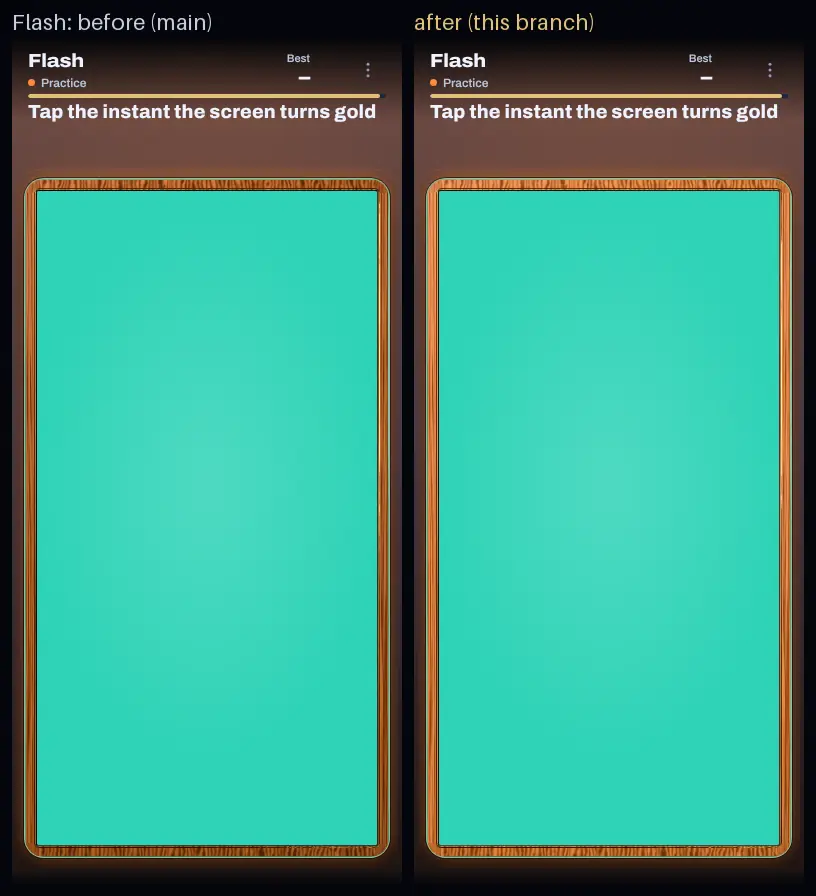 Flash: before (main)
Flash
Best
Practice
–
Tap the instant the screen turns gold
after (this branch)
Flash
Best
Practice
–
Tap the instant the screen turns gold